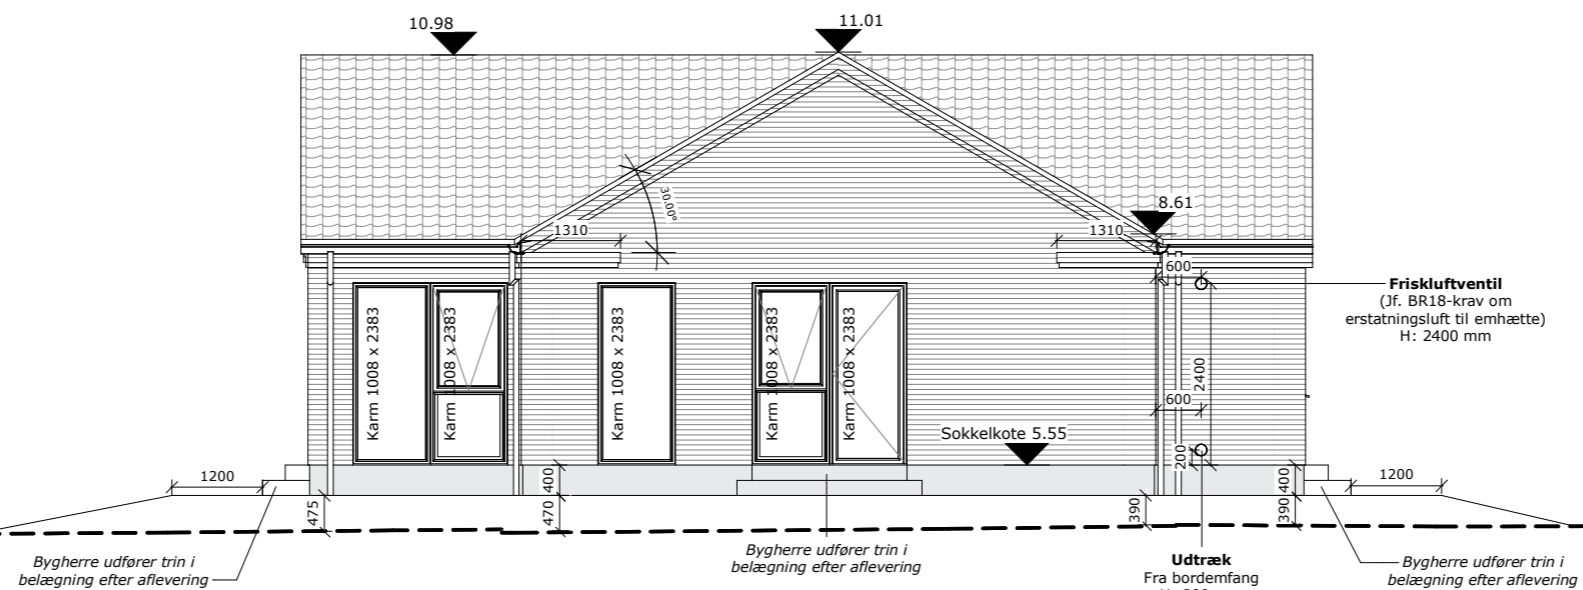 10.98
11.01
8.61
30.00°
1310
1310
600
Friskluftventil
(Jf. BR18-krav om
erstatningsluft til emhætte)
H: 2400 mm
Karm 1008 x 2383
Karm 1008 x 2383
Karm 1008 x 2383
Karm 1008 x 2383
Karm 1008 x 2383
2400
600
Sokkelkote 5.55
200
1200
400
400
1200
475
470
390
390
Bygherre udfører trin i
belægning efter aflevering
Bygherre udfører trin i
belægning efter aflevering
Udtræk
Fra bordemfang
Bygherre udfører trin i
belægning efter aflevering